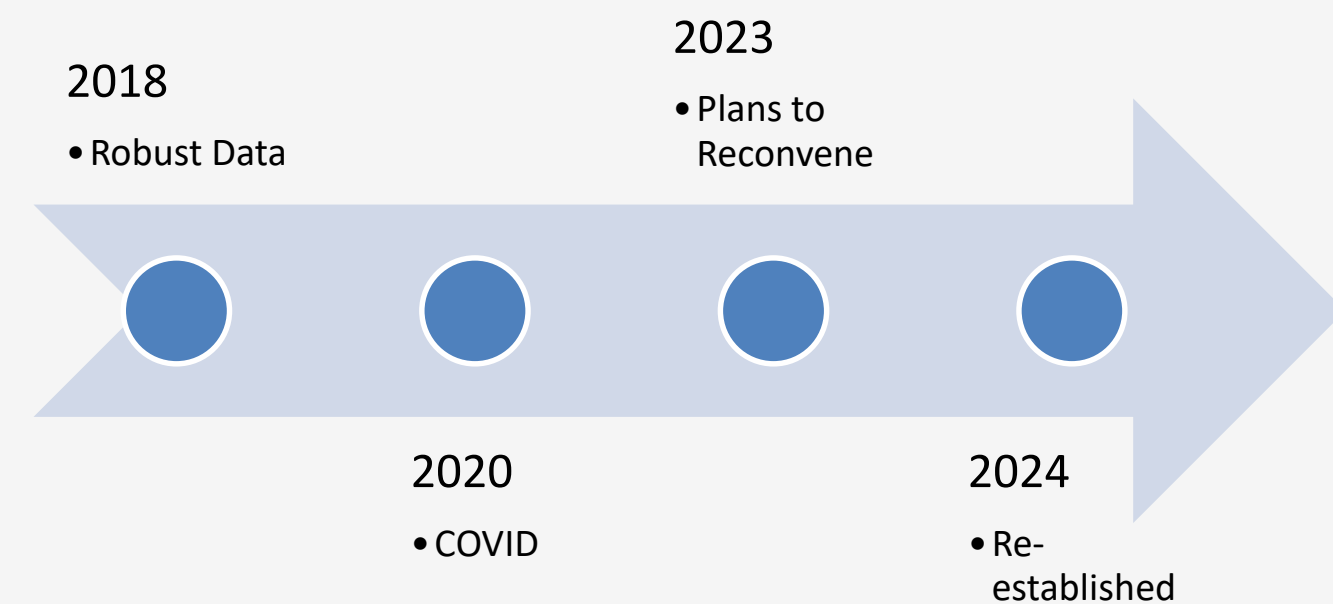 2018
• Robust Data
2020
• COVID
2023
• Plans to
Reconvene
2024
• Re-
established